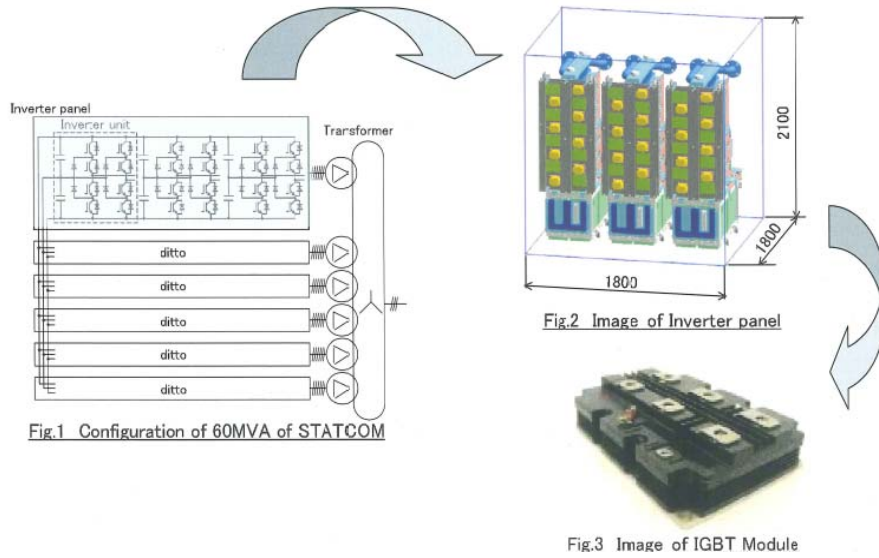 Inverter panel
Inverter unit
Transformer
ditto
ditto
ditto
ditto
ditto
Fig.1 Configuration of 60MVA of STATCOM
2100
1800
1800
Fig.2 Image of Inverter panel
Fig.3 Image of IGBT Module